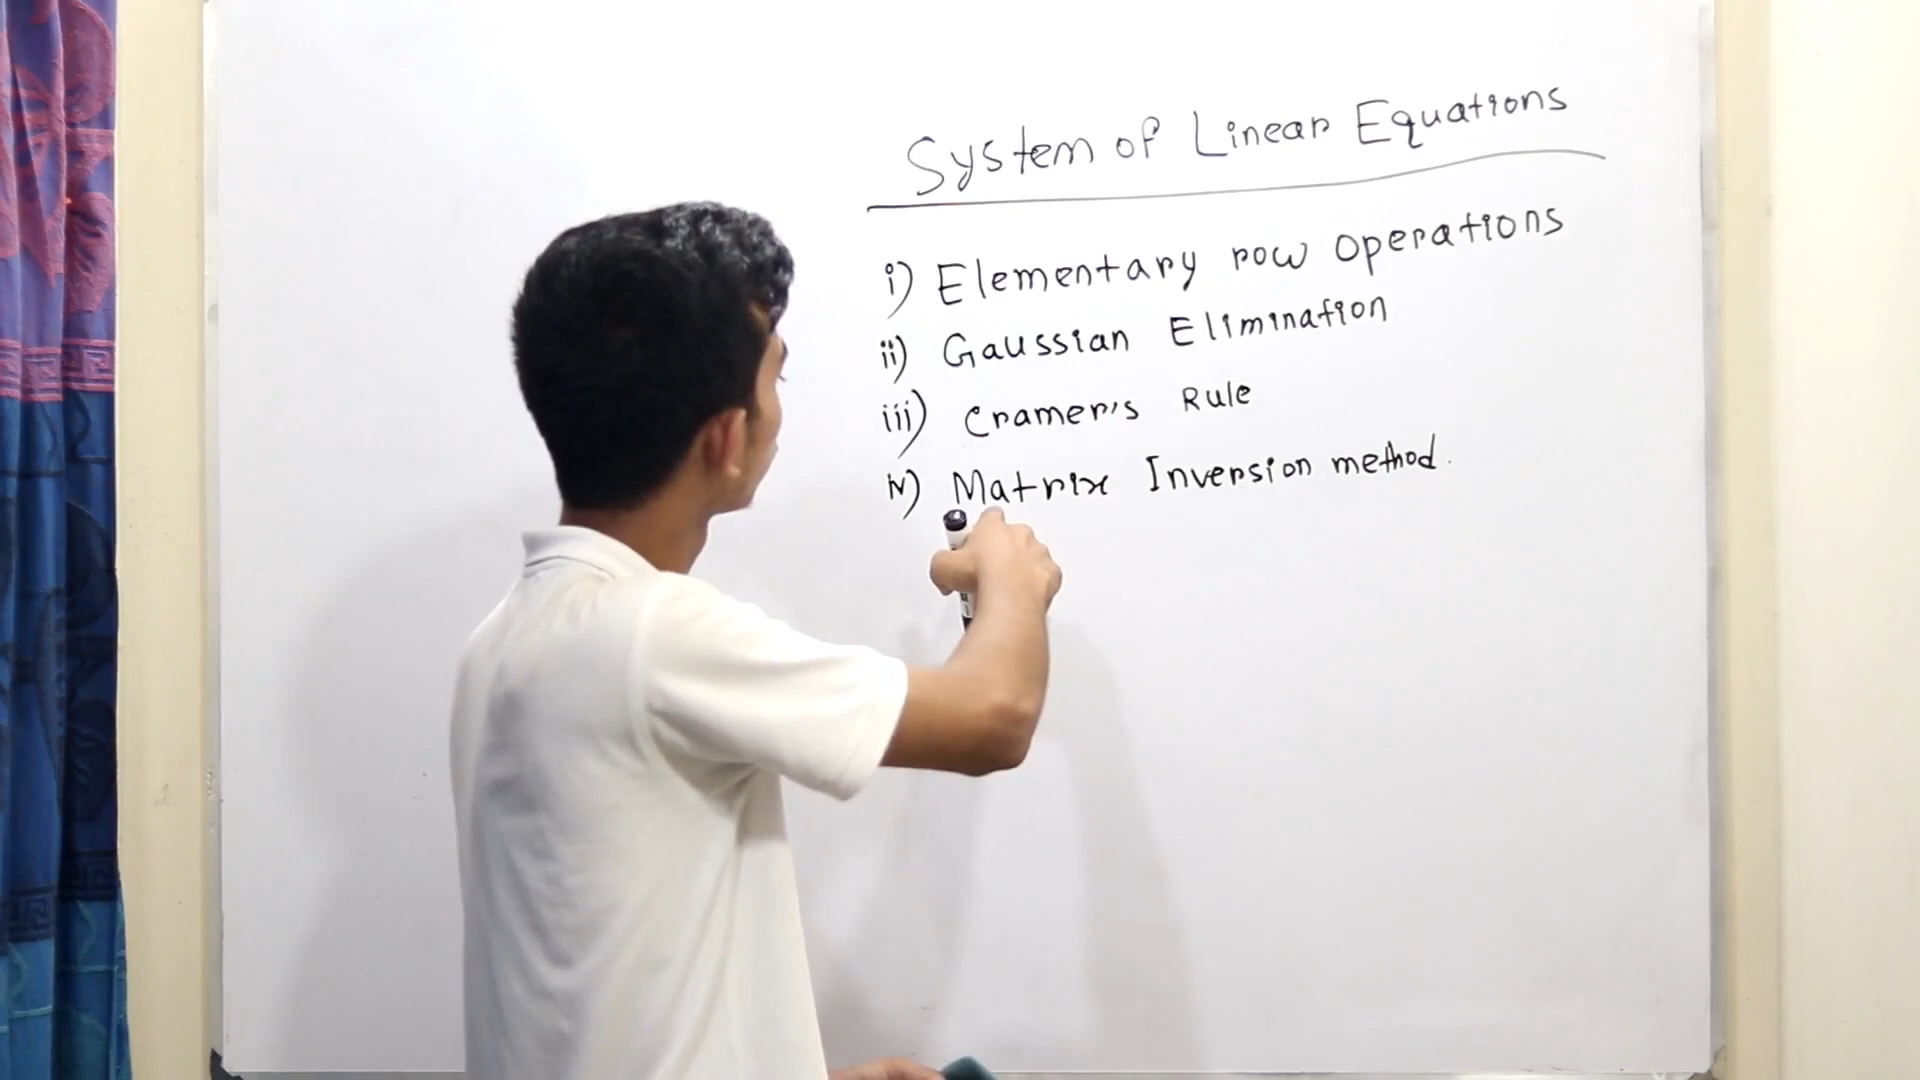 System of Linear Equations
i) Elementary row operations
ii) Gaussian Elimination
iii) Cramer's Rule
iv) Matrix Inversion method.